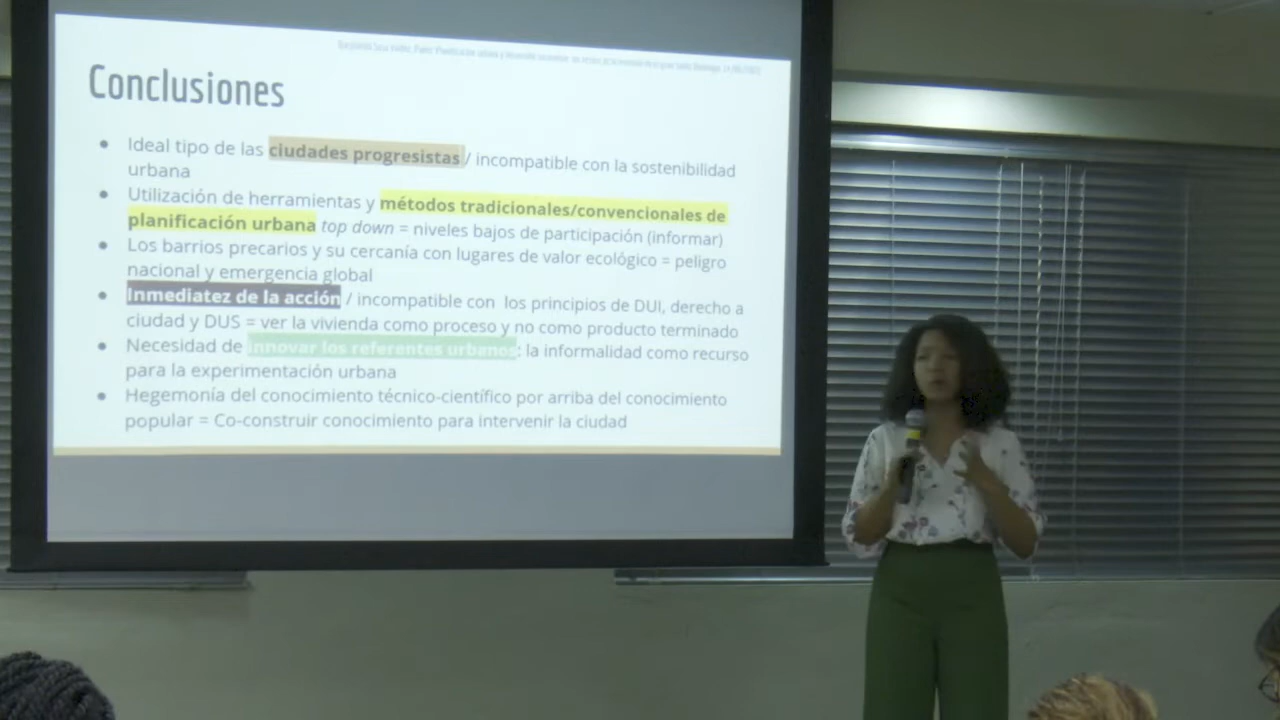 Conclusiones
● Ideal tipo de las ciudades progresistas / incompatible con la sostenibilidad
urbana
● Utilización de herramientas y métodos tradicionales/convencionales de
planificación urbana top down = niveles bajos de participación (informar)
● Los barrios precarios y su cercanía con lugares de valor ecológico = peligro
nacional y emergencia global
● Inmediatez de la acción / incompatible con los principios de DUI, derecho a
ciudad y DUS = ver la vivienda como proceso y no como producto terminado
● Necesidad de innovar los referentes urbanos: la informalidad como recurso
para la experimentación urbana
● Hegemonía del conocimiento técnico-científico por arriba del conocimiento
popular = Co-construir conocimiento para intervenir la ciudad